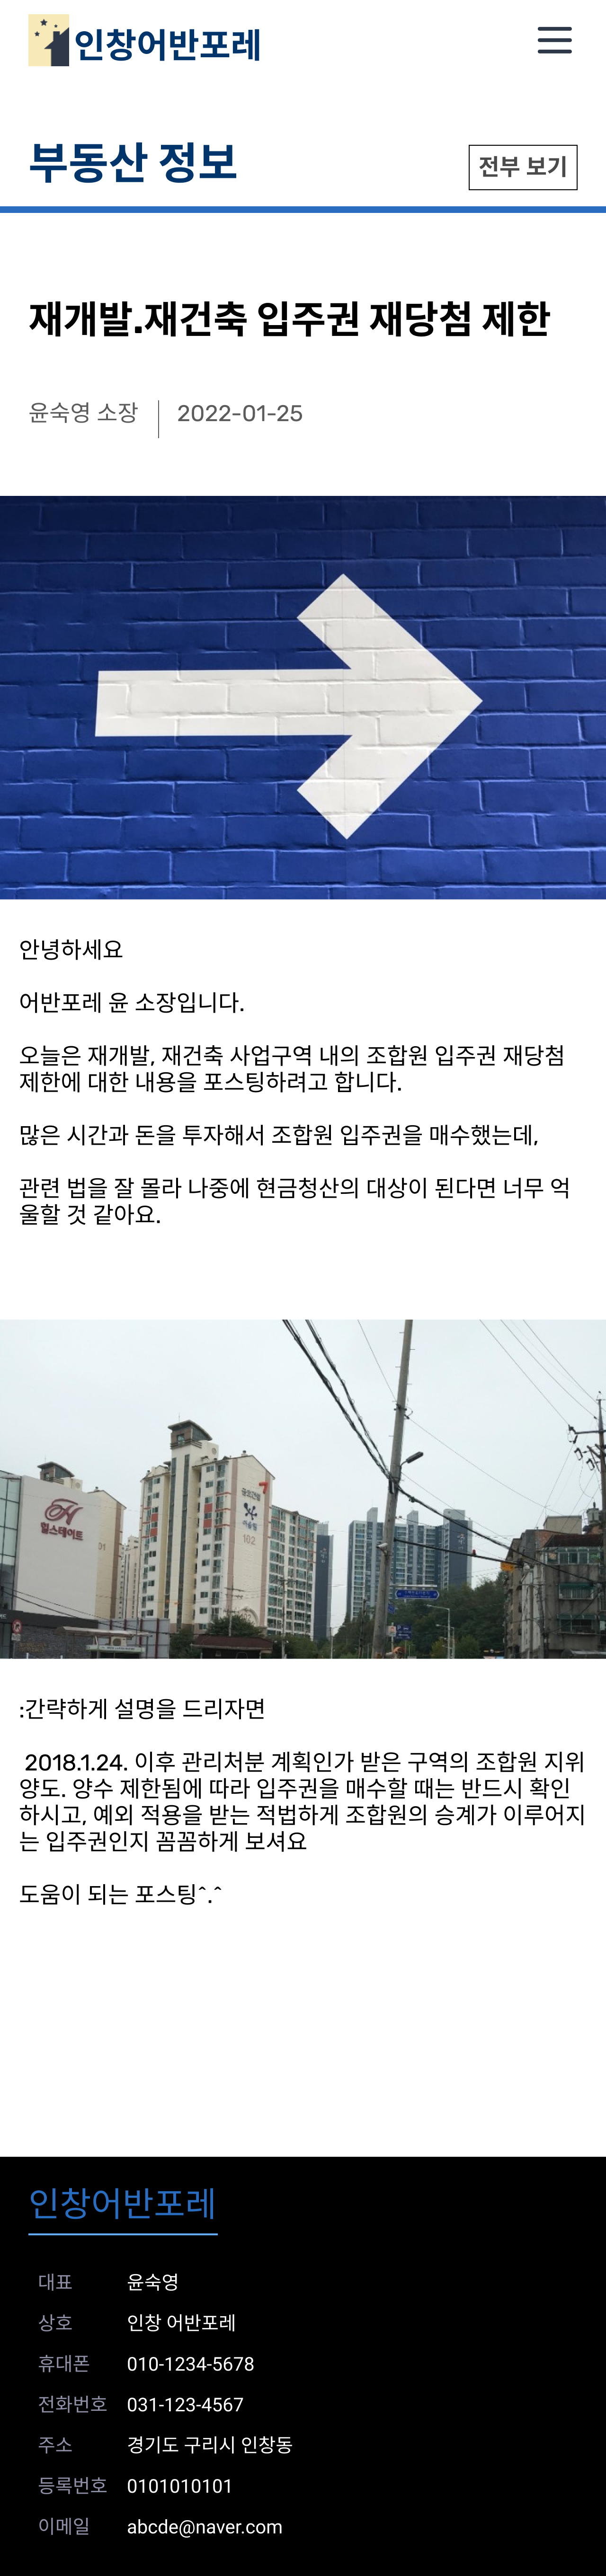 인창어반포레
부동산 정보
전부 보기
재개발.재건축 입주권 재당첨 제한
윤숙영 소장
2022-01-25
안녕하세요
어반포레 윤 소장입니다.
오늘은 재개발, 재건축 사업구역 내의 조합원 입주권 재당첨
제한에 대한 내용을 포스팅하려고 합니다.
많은 시간과 돈을 투자해서 조합원 입주권을 매수했는데,
관련 법을 잘 몰라 나중에 현금청산의 대상이 된다면 너무 억
울할 것 같아요.
힐스테이트
102
:간략하게 설명을 드리자면
2018.1.24. 이후 관리처분 계획인가 받은 구역의 조합원 지위
양도. 양수 제한됨에 따라 입주권을 매수할 때는 반드시 확인
하시고, 예외 적용을 받는 적법하게 조합원의 승계가 이루어지
는 입주권인지 꼼꼼하게 보셔요
도움이 되는 포스팅^.^
인창어반포레
대표 윤숙영
상호 인창 어반포레
휴대폰 010-1234-5678
전화번호 031-123-4567
주소 경기도 구리시 인창동
등록번호 0101010101
이메일 abcde@naver.com